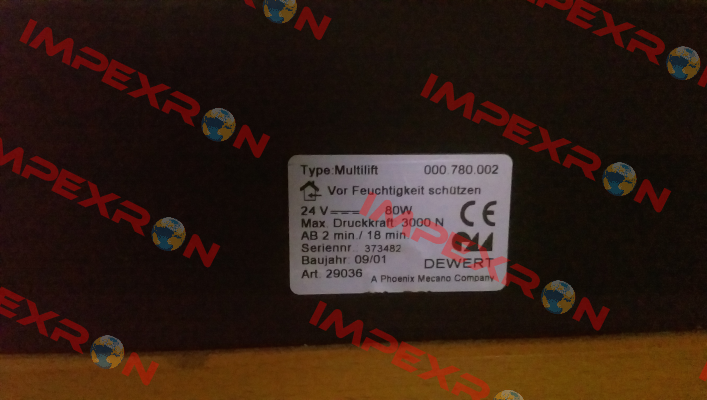 Type:Multilift 000.780.002
Vor Feuchtigkeit schützen
24 V 80W
Max. Druckkraft 3000 N
AB 2 min / 18 min
Seriennr. 373482
Baujahr: 09/01
Art. 29036
CE
DEWERT
A Phoenix Mecano Company
IMPEXRON
IMPEXRON
IMPEXRON
IMPEXRON
IMPEXRON
IMPEXRON
IMPEXRON